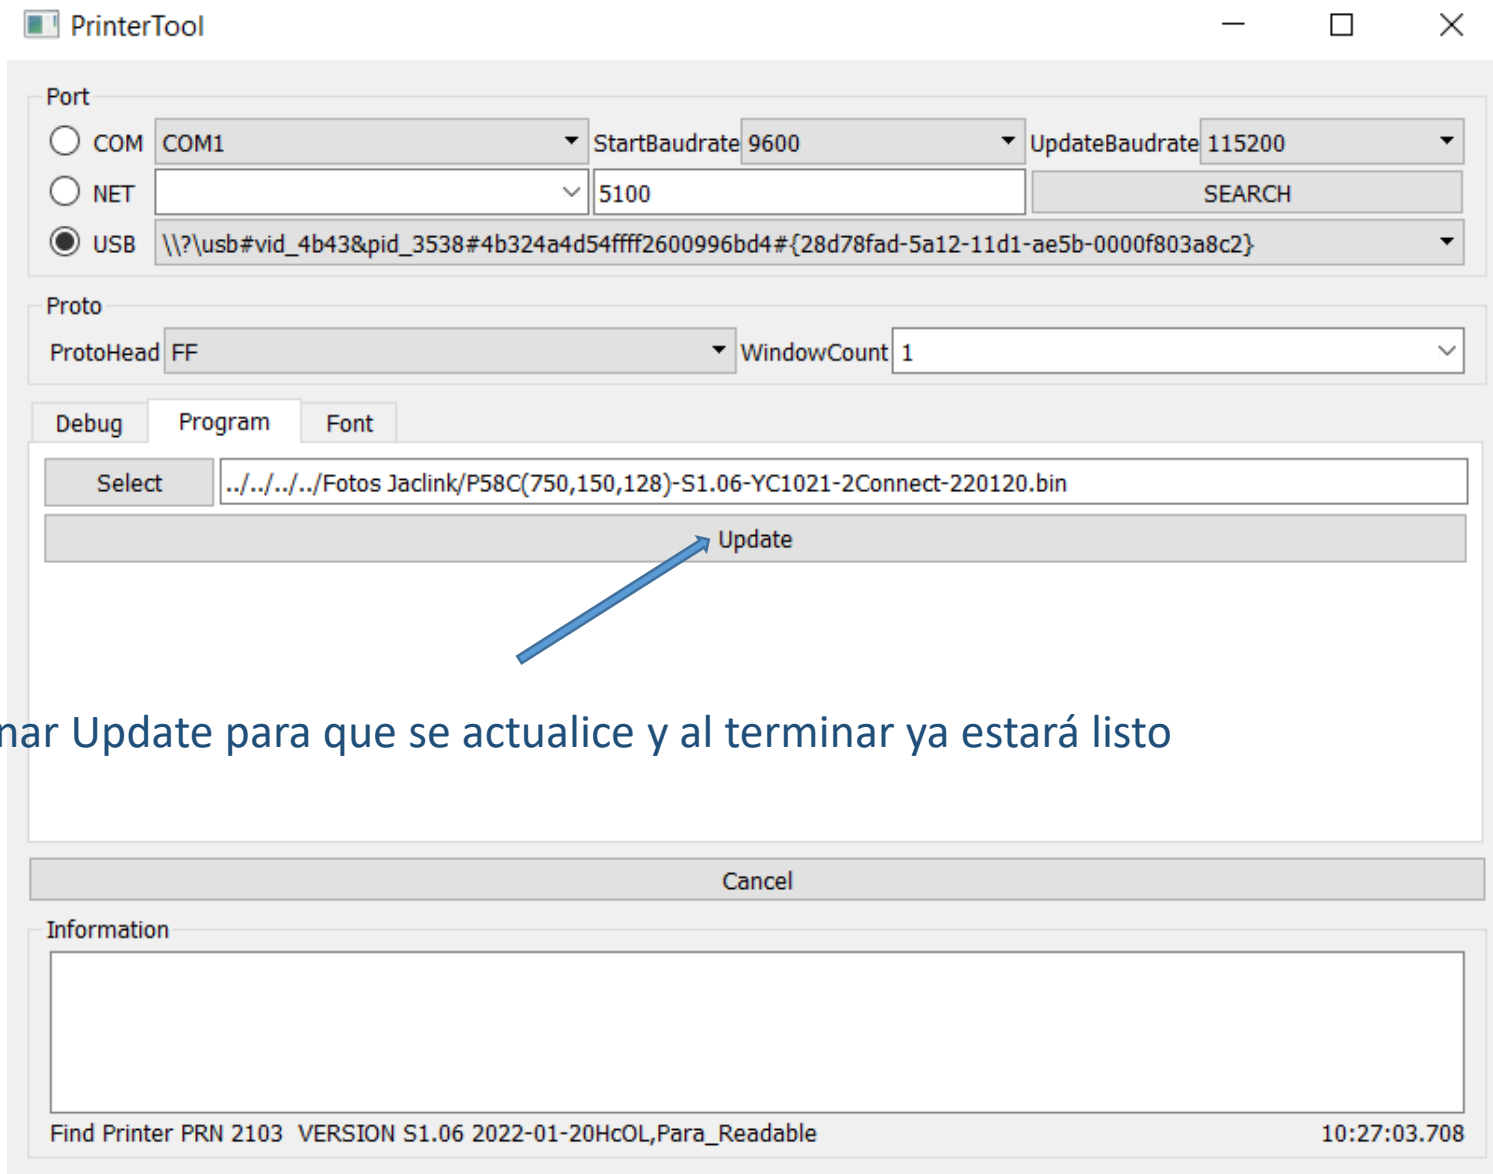 PrinterTool
Port
COM COM1 StartBaudrate 9600 UpdateBaudrate 115200
NET 5100 SEARCH
USB \\?\usb#vid_4b43&pid_3538#4b324a4d54ffff2600996bd4#{28d78fad-5a12-11d1-ae5b-0000f803a8c2}
Proto
ProtoHead FF WindowCount 1
Debug Program Font
Select ../../../../Fotos Jaclink/P58C(750,150,128)-S1.06-YC1021-2Connect-220120.bin
Update
Update para que se actualice y al terminar ya estará listo
Cancel
Information
Find Printer PRN 2103 VERSION S1.06 2022-01-20HcOL,Para_Readable 10:27:03.708